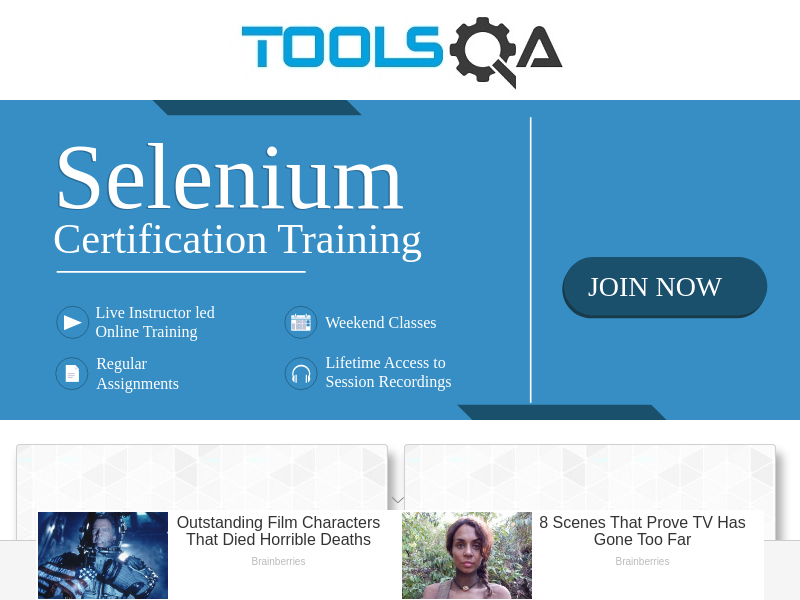 TOOLSQA
Selenium
Certification Training
Live Instructor led
Online Training
Weekend Classes
Regular
Assignments
Lifetime Access to
Session Recordings
JOIN NOW
Outstanding Film Characters
That Died Horrible Deaths
Brainberries
8 Scenes That Prove TV Has
Gone Too Far
Brainberries